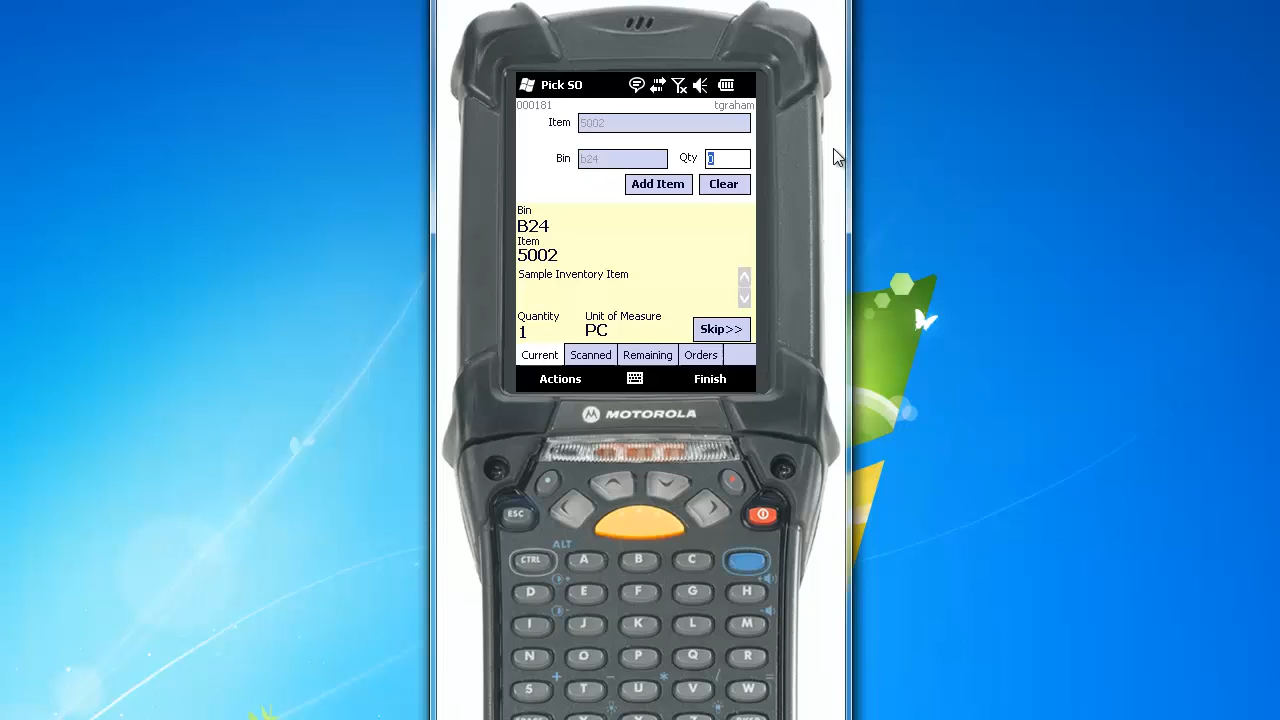 Pick SO
000181 tgraham
Item 5002
Bin b24 Qty 0
Add Item Clear
Bin
B24
Item
5002
Sample Inventory Item
Quantity Unit of Measure
1 PC Skip>>
Current Scanned Remaining Orders
Actions Finish
MOTOROLA
ESC
ALT
CTRL A B C
D E F G H
I J K L M
N O P Q R
S T U V W